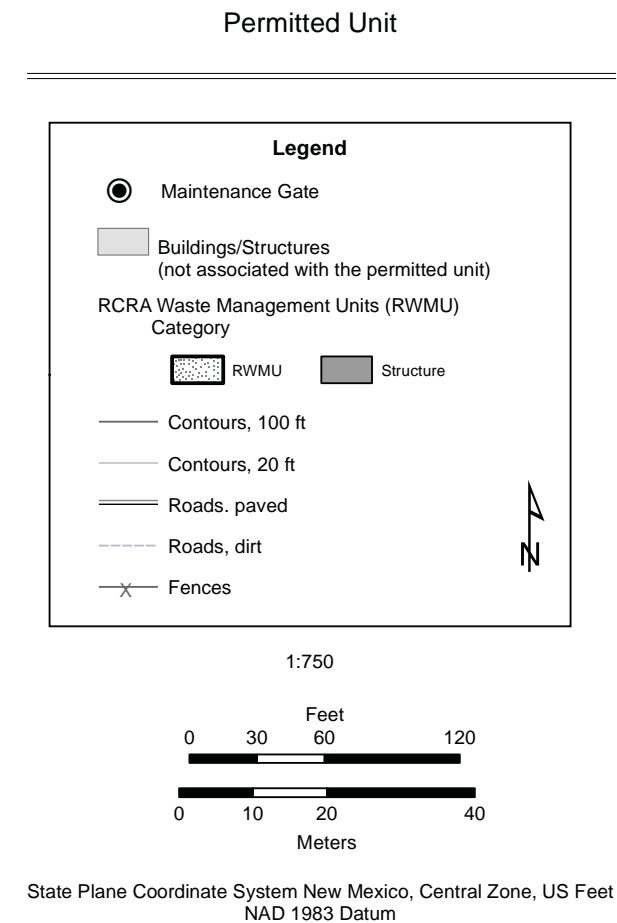 Permitted Unit
Legend
Maintenance Gate
Buildings/Structures
(not associated with the permitted unit)
RCRA Waste Management Units (RWMU)
Category
RWMU Structure
Contours, 100 ft
Contours, 20 ft
Roads. paved
Roads, dirt
X Fences
N
1:750
Feet
0 30 60 120
0 10 20 40
Meters
State Plane Coordinate System New Mexico, Central Zone, US Feet
NAD 1983 Datum